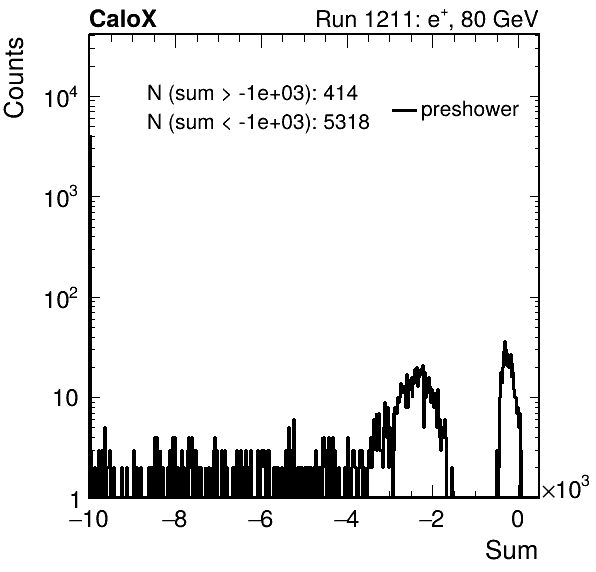 CaloX Run 1211: e⁺, 80 GeV
Counts
N (sum > -1e+03): 414
N (sum < -1e+03): 5318
preshower
10⁴
10³
10²
10
1
−10 −8 −6 −4 −2 0
×10³
Sum